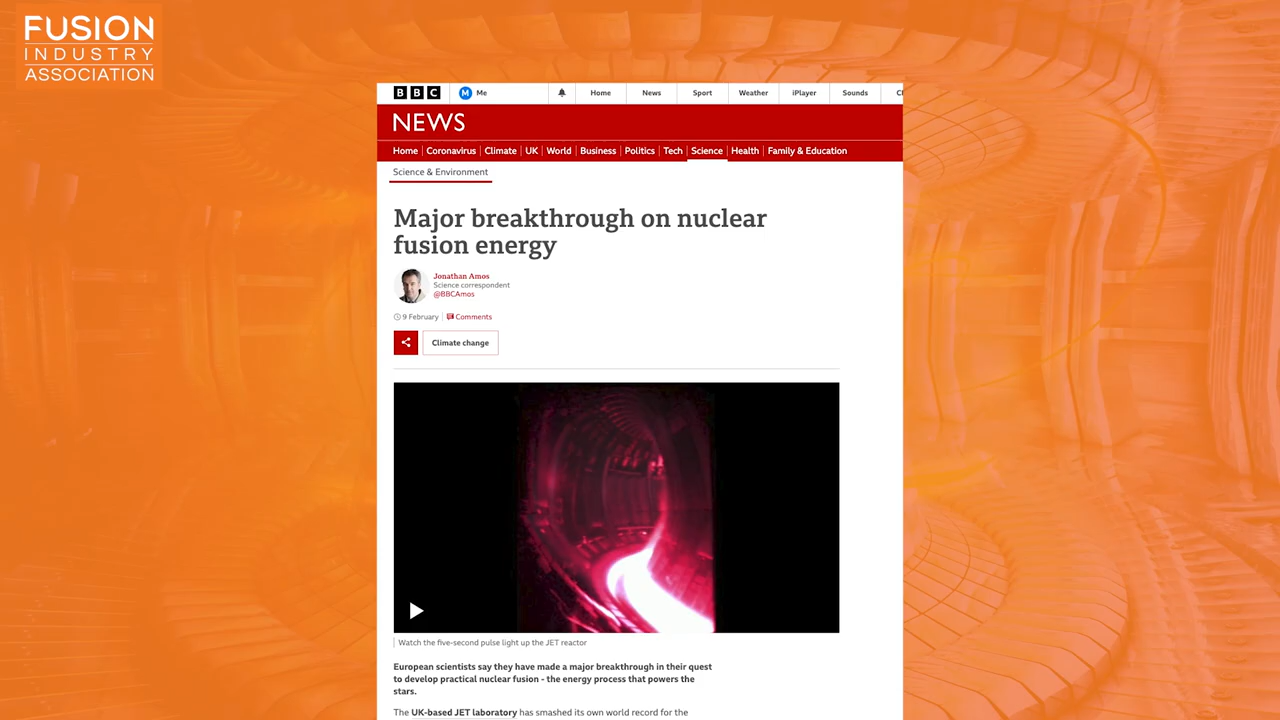 FUSION
INDUSTRY
ASSOCIATION
BBC M Me Home News Sport Weather iPlayer Sounds
NEWS
Home Coronavirus Climate UK World Business Politics Tech Science Health Family & Education
Science & Environment
Major breakthrough on nuclear
fusion energy
Jonathan Amos
Science correspondent
@BBCAmos
9 February Comments
Climate change
Watch the five-second pulse light up the JET reactor
European scientists say they have made a major breakthrough in their quest
to develop practical nuclear fusion - the energy process that powers the
stars.
The UK-based JET laboratory has smashed its own world record for the